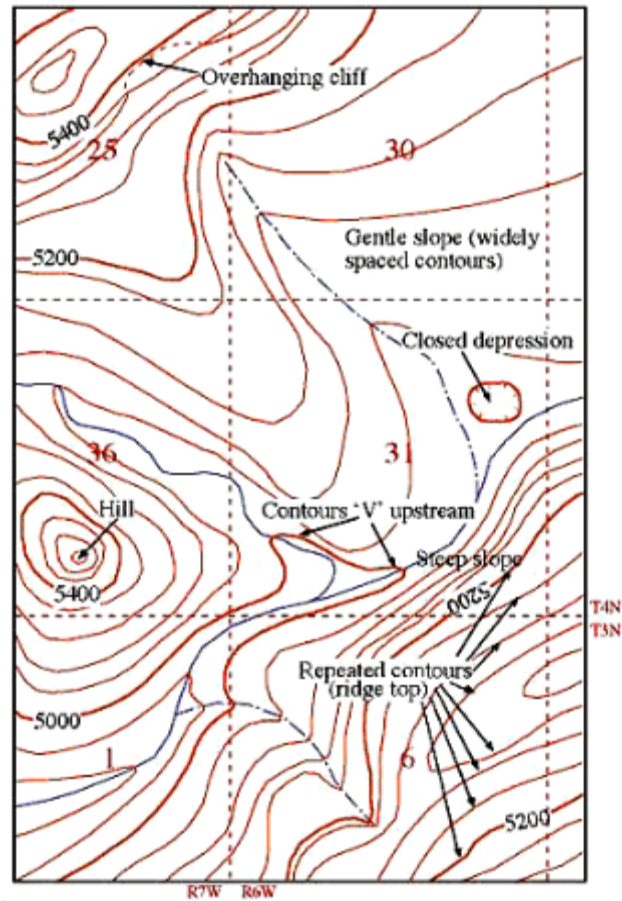 Overhanging cliff
5400
25
30
Gentle slope (widely
spaced contours)
5200
Closed depression
36
31
Hill
Contours 'V' upstream
Steep slope
5400
5200
T4N
T3N
Repeated contours
(ridge top)
5000
1
6
5200
R7W R6W